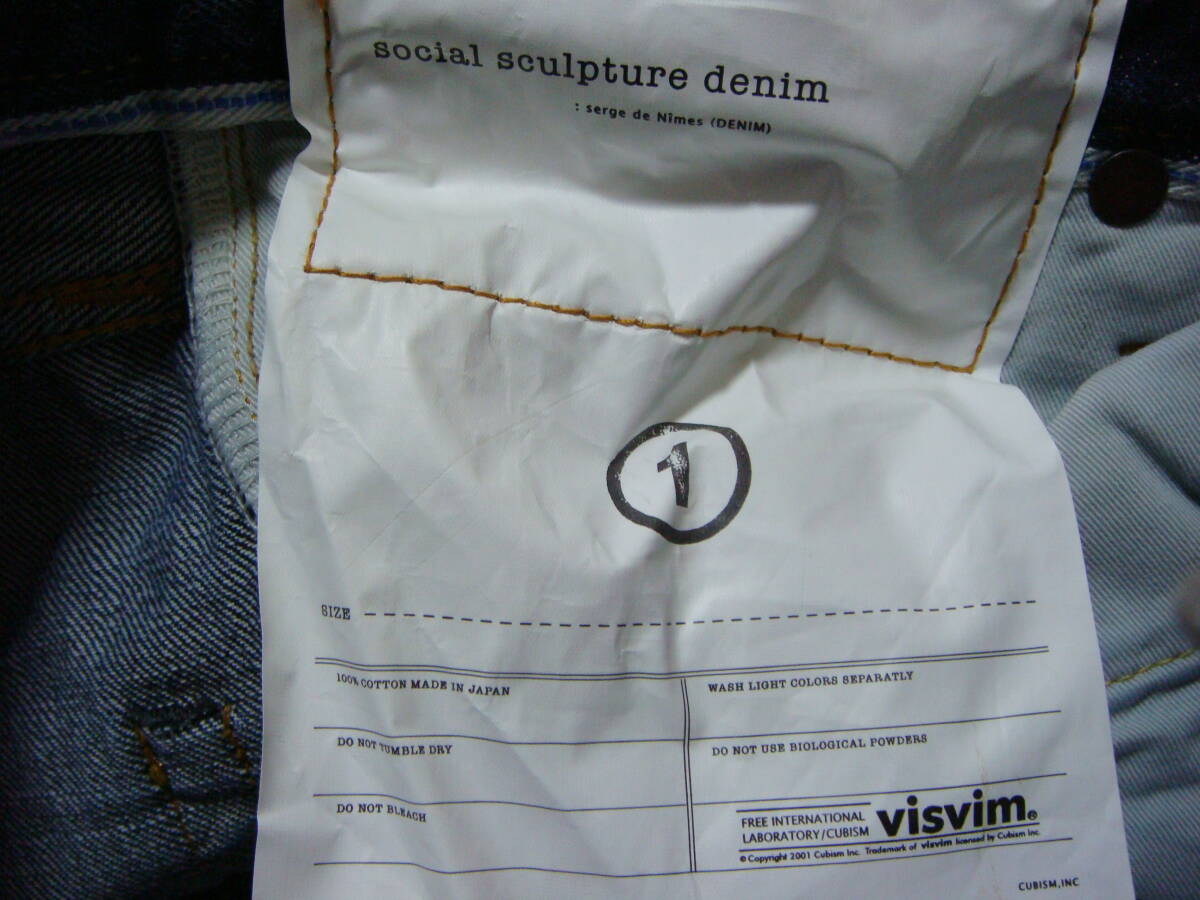 social sculpture denim
: serge de Nîmes (DENIM)
1
SIZE
100% COTTON MADE IN JAPAN
WASH LIGHT COLORS SEPARATLY
DO NOT TUMBLE DRY
DO NOT USE BIOLOGICAL POWDERS
DO NOT BLEACH
FREE INTERNATIONAL
LABORATORY/CUBISM
visvim®
© Copyright 2001 Cubism Inc. Trademark of visvim licensed by Cubism Inc.
CUBISM,INC